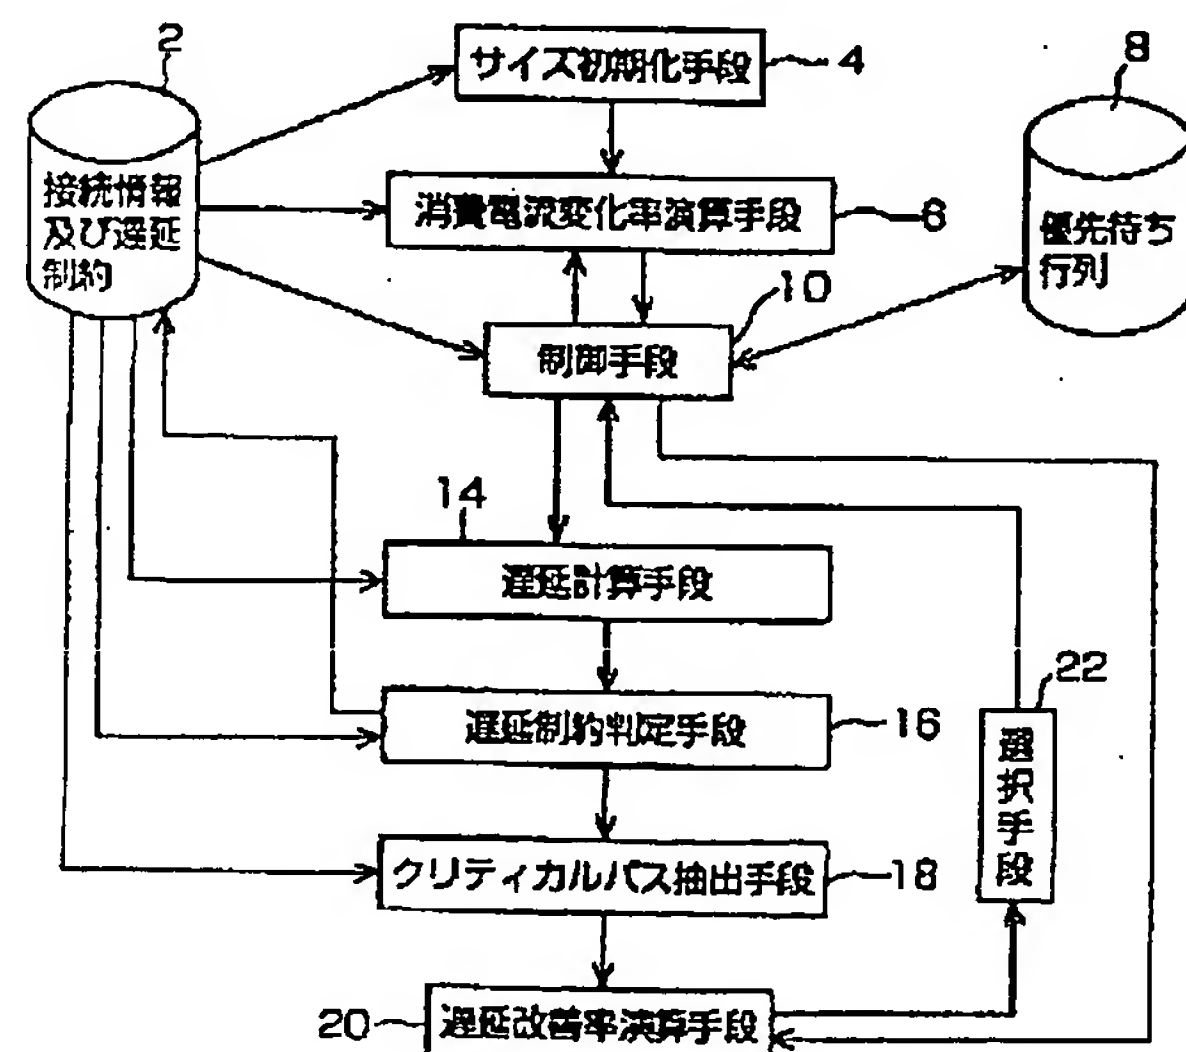 2
サイズ初期化手段
4
8
接続情報
及び遅延
制約
消費電流変化率演算手段
6
優先待ち
行列
10
制御手段
14
遅延計算手段
22
遅延制約判定手段
16
選択手段
クリティカルパス抽出手段
18
20
遅延改善率演算手段